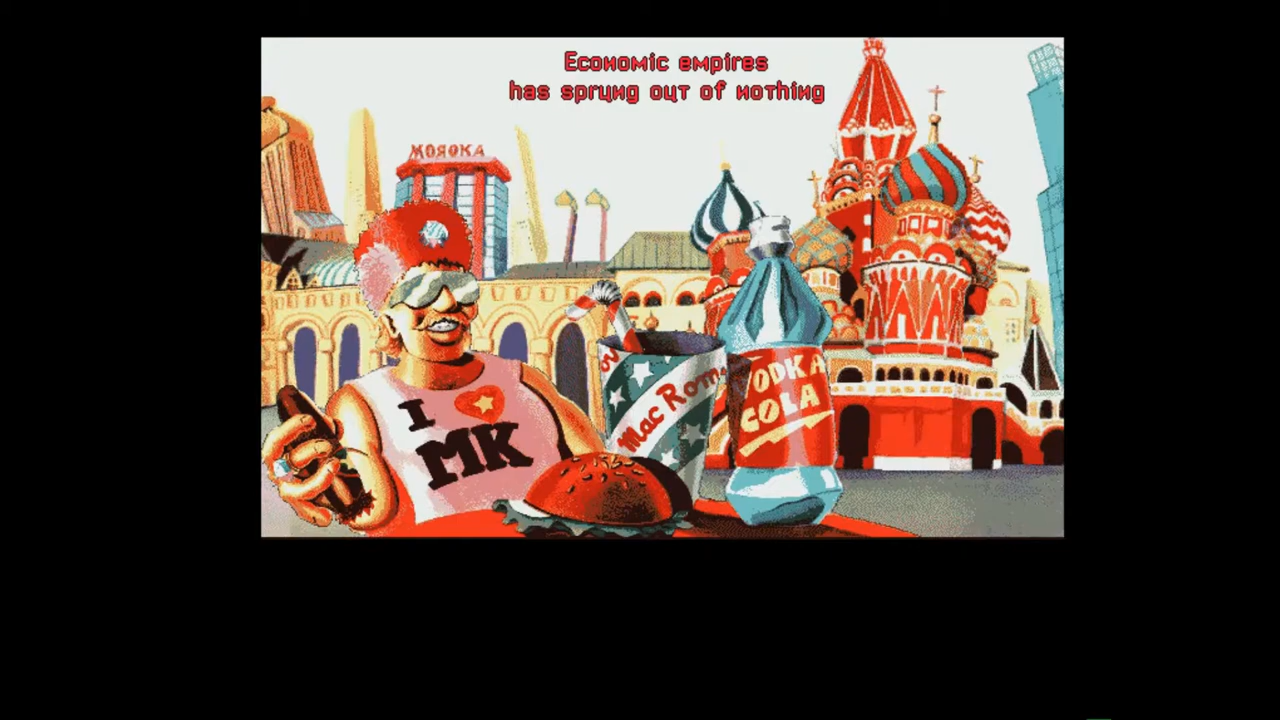 Economic empires
has sprung out of nothing
МОЯОКА
I
MK
Mac Rom
VODKA
COLA